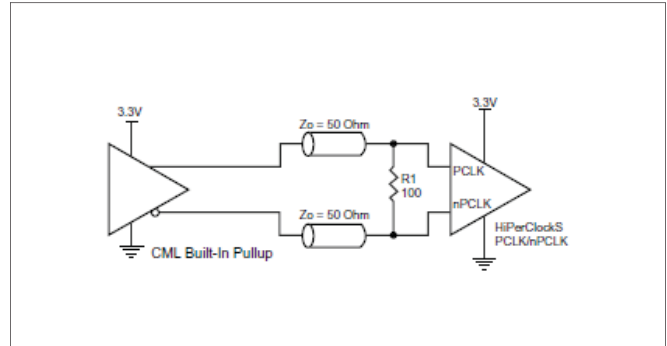 3.3V
3.3V
Zo = 50 Ohm
PCLK
R1
100
nPCLK
Zo = 50 Ohm
HiPerClockS
PCLK/nPCLK
CML Built-In Pullup